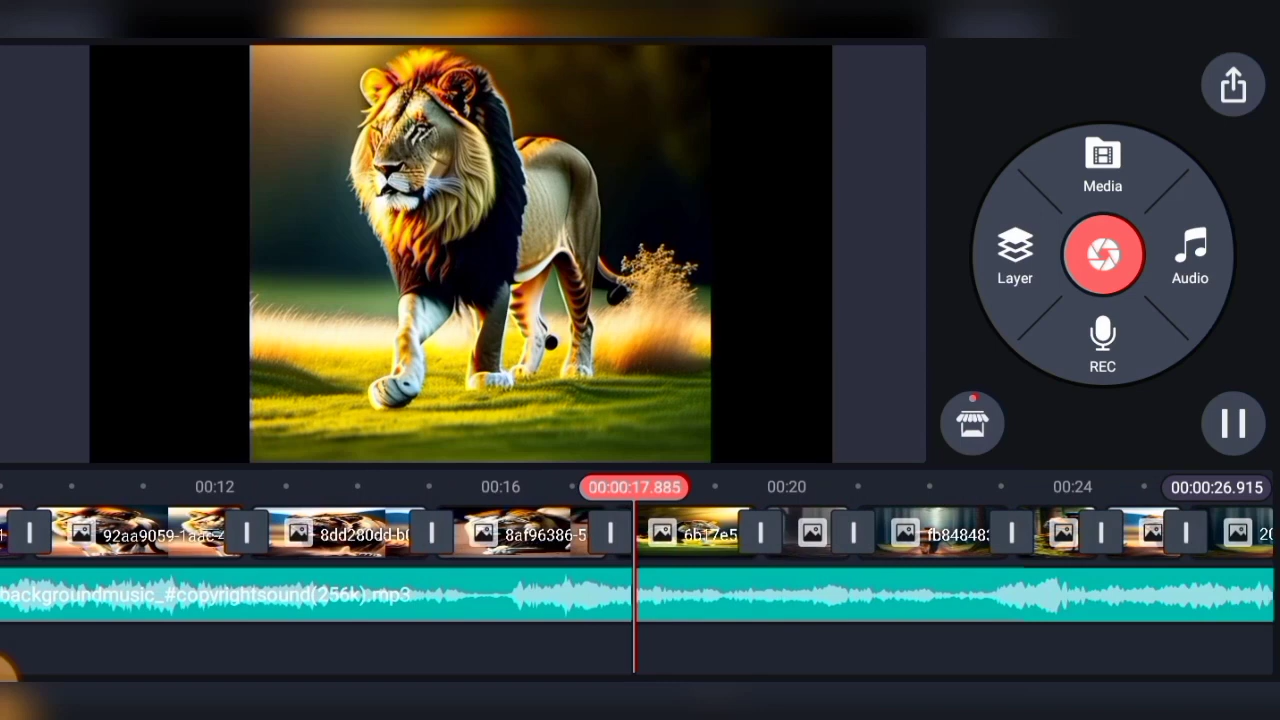 Media
Layer
Audio
REC
00:12
00:16
00:00:17.885
00:20
00:24
00:00:26.915
92aa9059-1aac-4
8dd280dd-b
8af96386-5
6b17e5
fb84848
backgroundmusic_#copyrightsound(256k).mp3